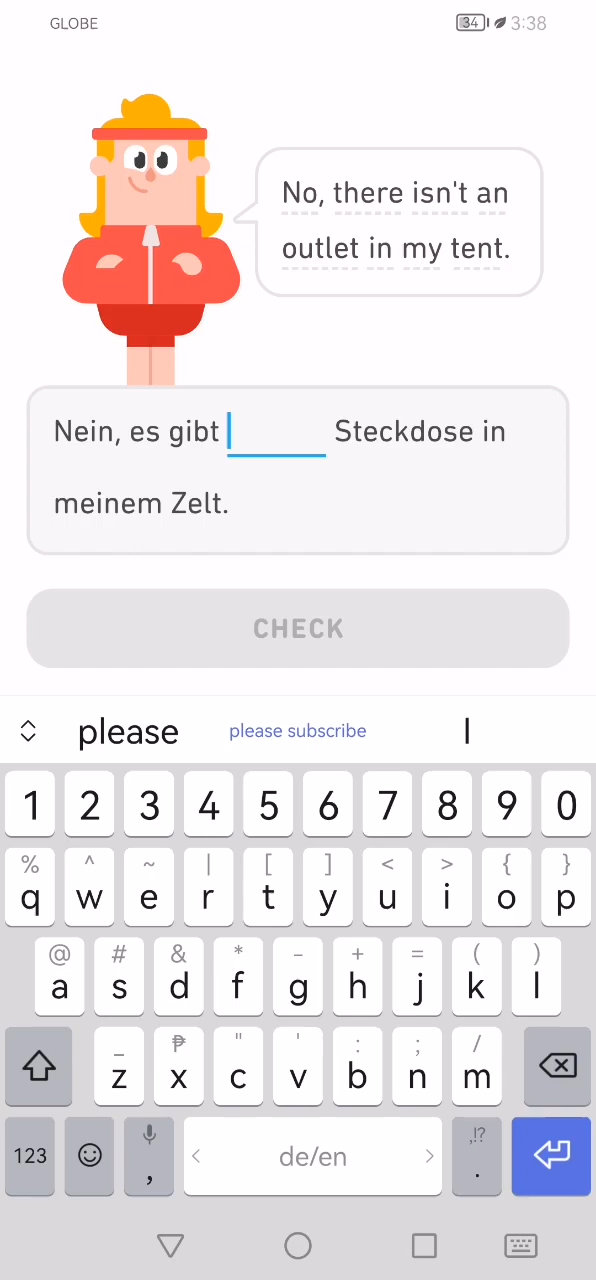 GLOBE 34 3:38
No, there isn't an
outlet in my tent.
Nein, es gibt Steckdose in
meinem Zelt.
CHECK
please please subscribe I
1 2 3 4 5 6 7 8 9 0
% ^ ~ | [ ] < > { }
q w e r t y u i o p
@ # & * - + = ( )
a s d f g h j k l
_ ₱ " ' : ; /
z x c v b n m
,!?
123 , < de/en > .